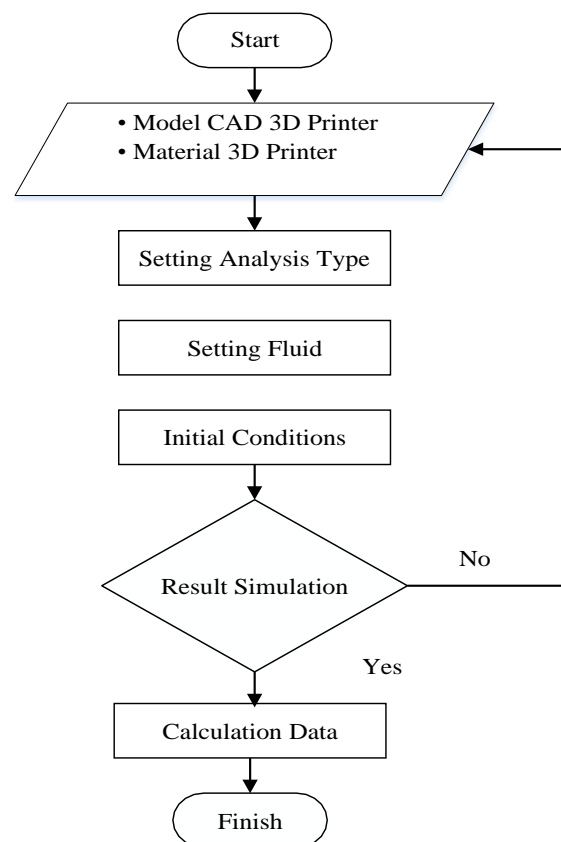 Start
• Model CAD 3D Printer
• Material 3D Printer
Setting Analysis Type
Setting Fluid
Initial Conditions
Result Simulation
No
Yes
Calculation Data
Finish